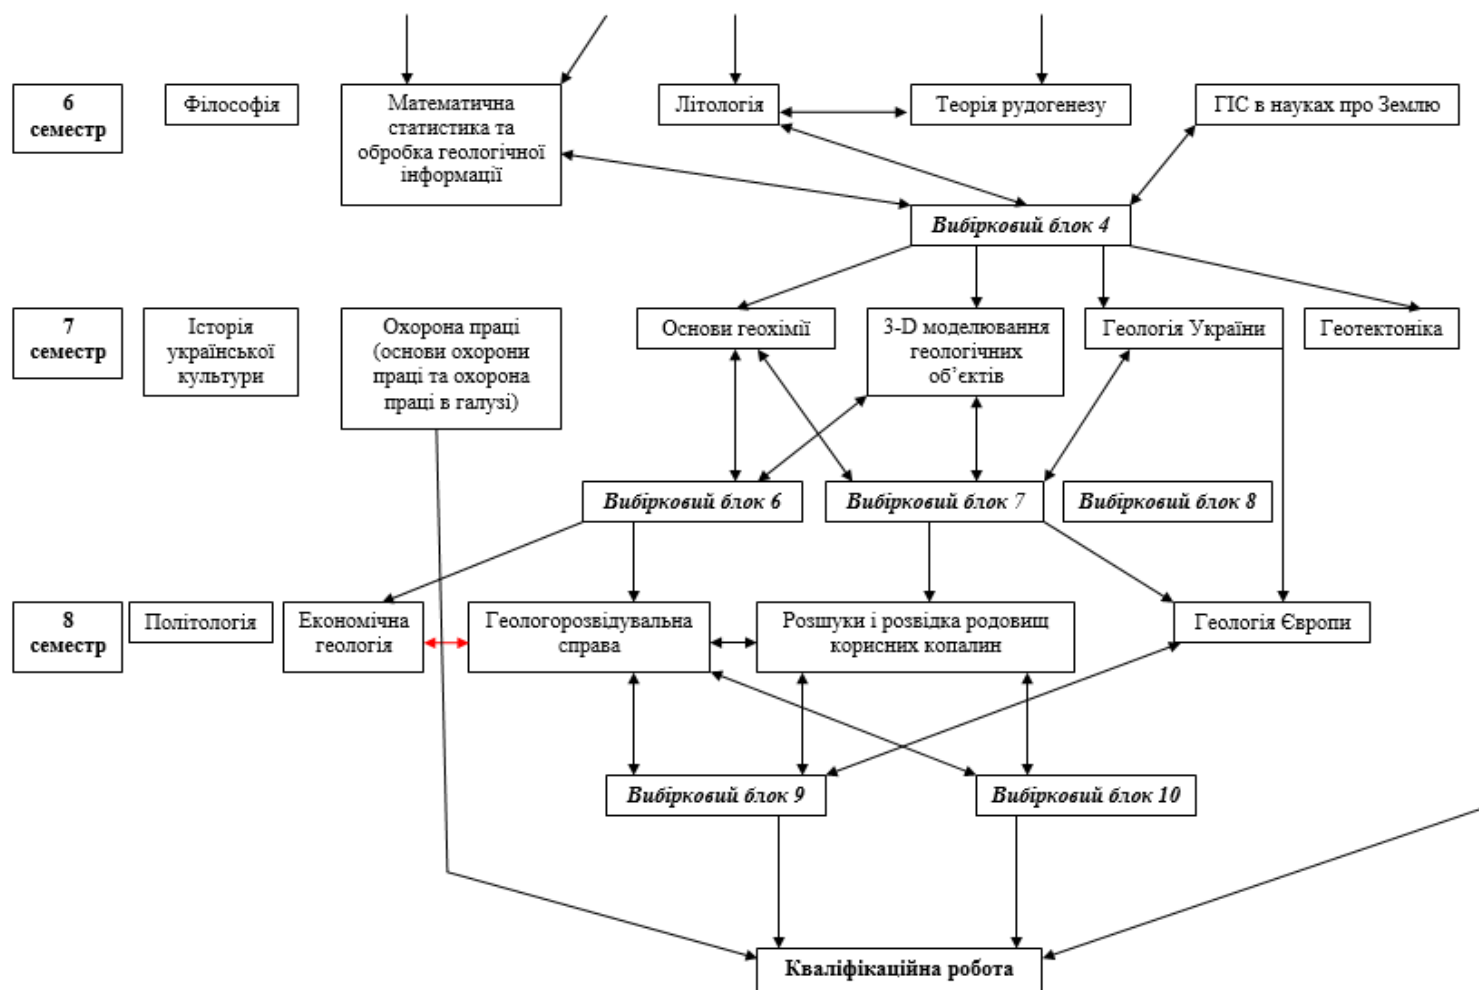 6
семестр
Філософія
Математична
статистика та
обробка геологічної
інформації
Літологія
Теорія рудогенезу
ГІС в науках про Землю
Вибірковий блок 4
7
семестр
Історія
української
культури
Охорона праці
(основи охорони
праці та охорона
праці в галузі)
Основи геохімії
3-D моделювання
геологічних
об’єктів
Геологія України
Геотектоніка
Вибірковий блок 6
Вибірковий блок 7
Вибірковий блок 8
8
семестр
Політологія
Економічна
геологія
Геологорозвідувальна
справа
Розшуки і розвідка родовищ
корисних копалин
Геологія Європи
Вибірковий блок 9
Вибірковий блок 10
Кваліфікаційна робота